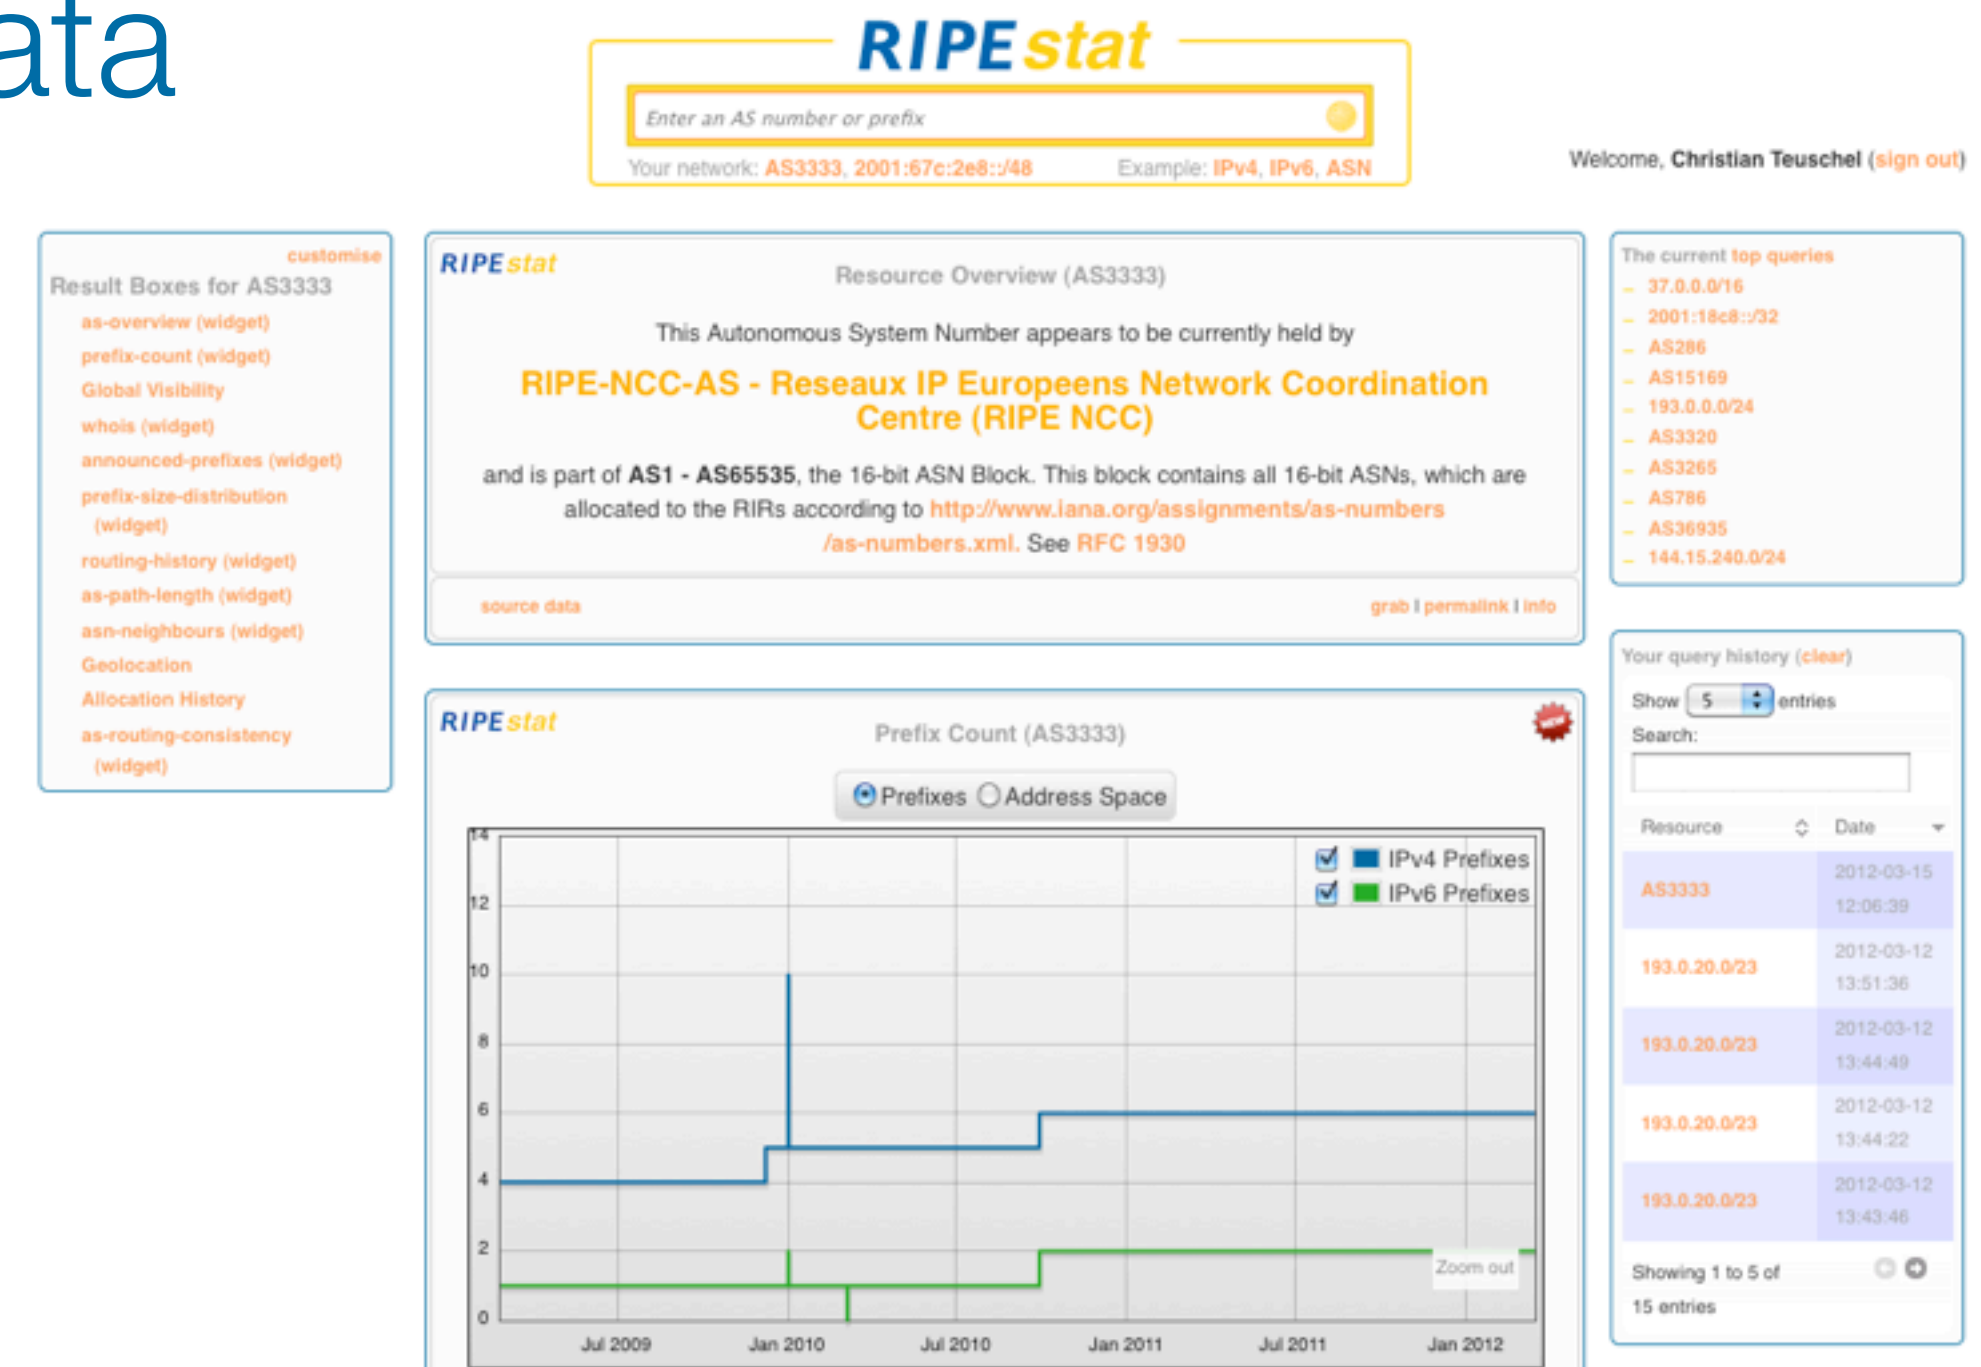 ata
RIPEstat
Enter an AS number or prefix
Your network: AS3333, 2001:67c:2e8::/48 Example: IPv4, IPv6, ASN
Welcome, Christian Teuschel (sign out)
customise
Result Boxes for AS3333
as-overview (widget)
prefix-count (widget)
Global Visibility
whois (widget)
announced-prefixes (widget)
prefix-size-distribution
(widget)
routing-history (widget)
as-path-length (widget)
asn-neighbours (widget)
Geolocation
Allocation History
as-routing-consistency
(widget)
RIPEstat
Resource Overview (AS3333)
This Autonomous System Number appears to be currently held by
RIPE-NCC-AS - Reseaux IP Europeens Network Coordination
Centre (RIPE NCC)
and is part of AS1 - AS65535, the 16-bit ASN Block. This block contains all 16-bit ASNs, which are
allocated to the RIRs according to http://www.iana.org/assignments/as-numbers
/as-numbers.xml. See RFC 1930
source data grab | permalink | info
RIPEstat
Prefix Count (AS3333)
NEW
Prefixes Address Space
IPv4 Prefixes
IPv6 Prefixes
14
12
10
8
6
4
2
0
Zoom out
Jul 2009 Jan 2010 Jul 2010 Jan 2011 Jul 2011 Jan 2012
The current top queries
37.0.0.0/16
2001:18c8::/32
AS286
AS15169
193.0.0.0/24
AS3320
AS3265
AS786
AS36935
144.15.240.0/24
Your query history (clear)
Show 5 entries
Search:
Resource Date
AS3333 2012-03-15
12:06:39
193.0.20.0/23 2012-03-12
13:51:36
193.0.20.0/23 2012-03-12
13:44:49
193.0.20.0/23 2012-03-12
13:44:22
193.0.20.0/23 2012-03-12
13:43:46
Showing 1 to 5 of
15 entries